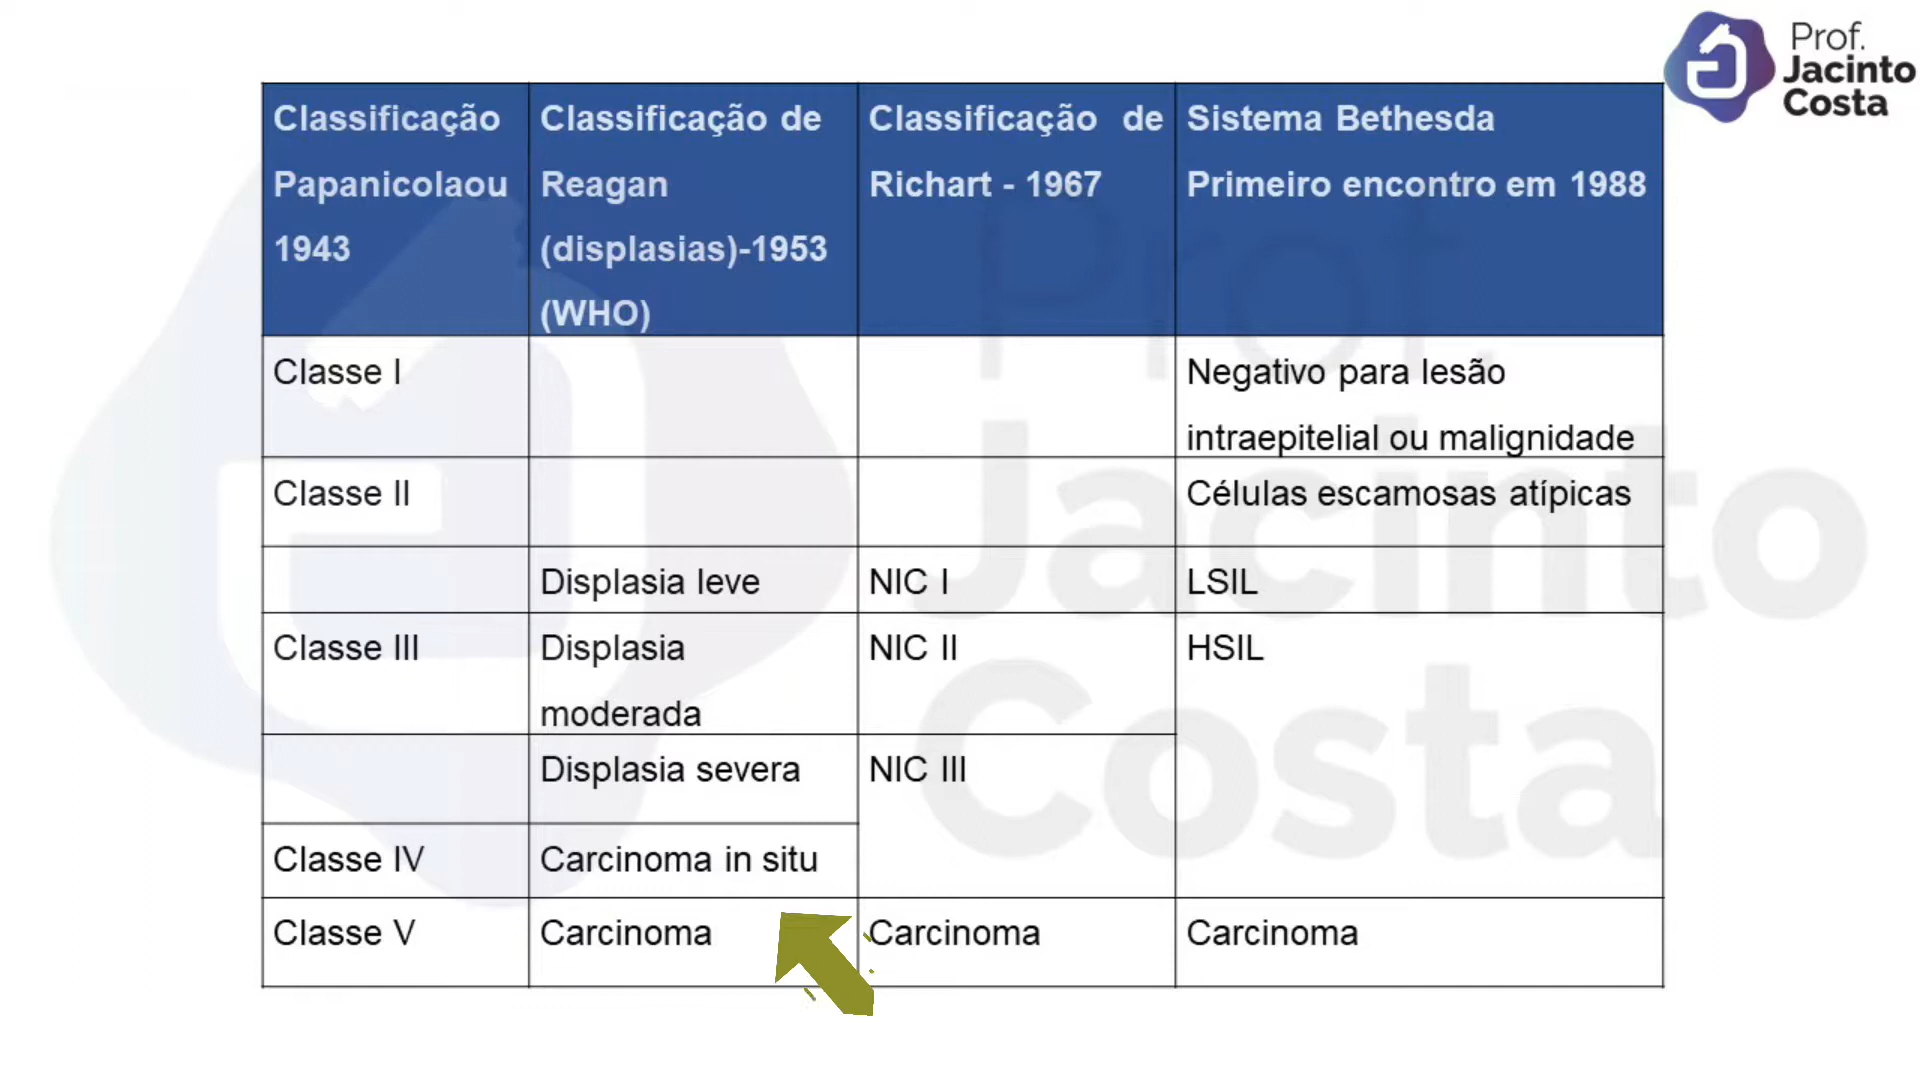 Prof.
Jacinto
Costa
Classificação
Papanicolaou
1943
Classificação de
Reagan
(displasias)-1953
(WHO)
Classificação de
Richart - 1967
Sistema Bethesda
Primeiro encontro em 1988
Classe I
Negativo para lesão
intraepitelial ou malignidade
Classe II
Células escamosas atípicas
Displasia leve
NIC I
LSIL
Classe III
Displasia
moderada
NIC II
HSIL
Displasia severa
NIC III
Classe IV
Carcinoma in situ
Classe V
Carcinoma
Carcinoma
Carcinoma
Prof.
Jacinto
Costa